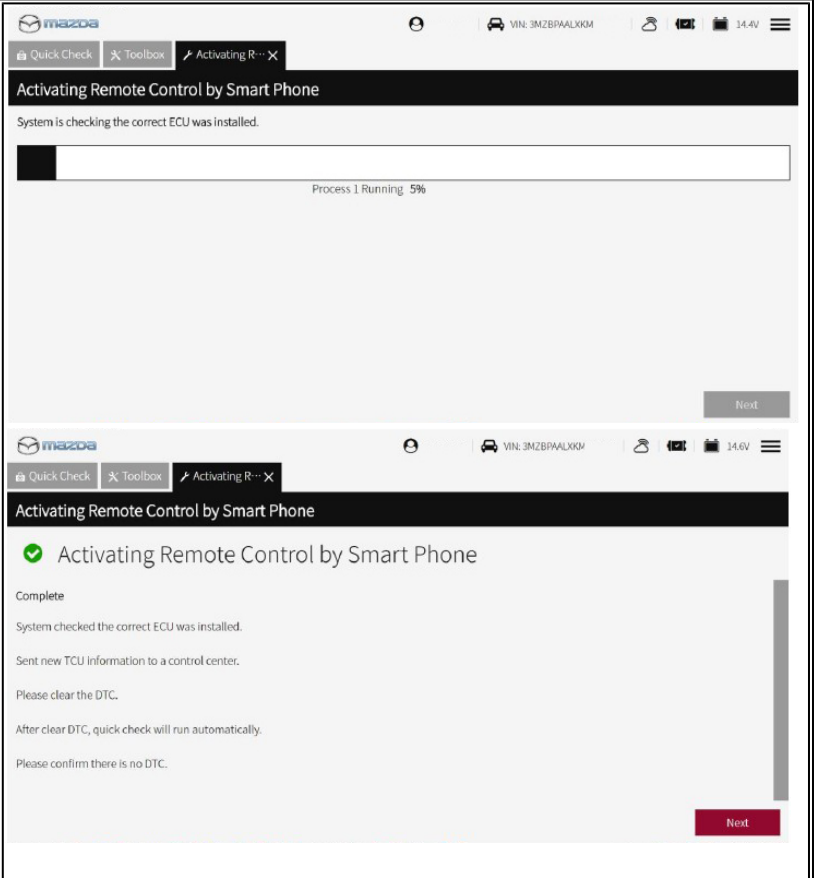 mazda
VIN: 3MZBPAALXKM 14.4V
Quick Check Toolbox Activating R··· X
Activating Remote Control by Smart Phone
System is checking the correct ECU was installed.
Process 1 Running 5%
Next
mazda
VIN: 3MZBPAALXKM 14.6V
Quick Check Toolbox Activating R··· X
Activating Remote Control by Smart Phone
Activating Remote Control by Smart Phone
Complete
System checked the correct ECU was installed.
Sent new TCU information to a control center.
Please clear the DTC.
After clear DTC, quick check will run automatically.
Please confirm there is no DTC.
Next